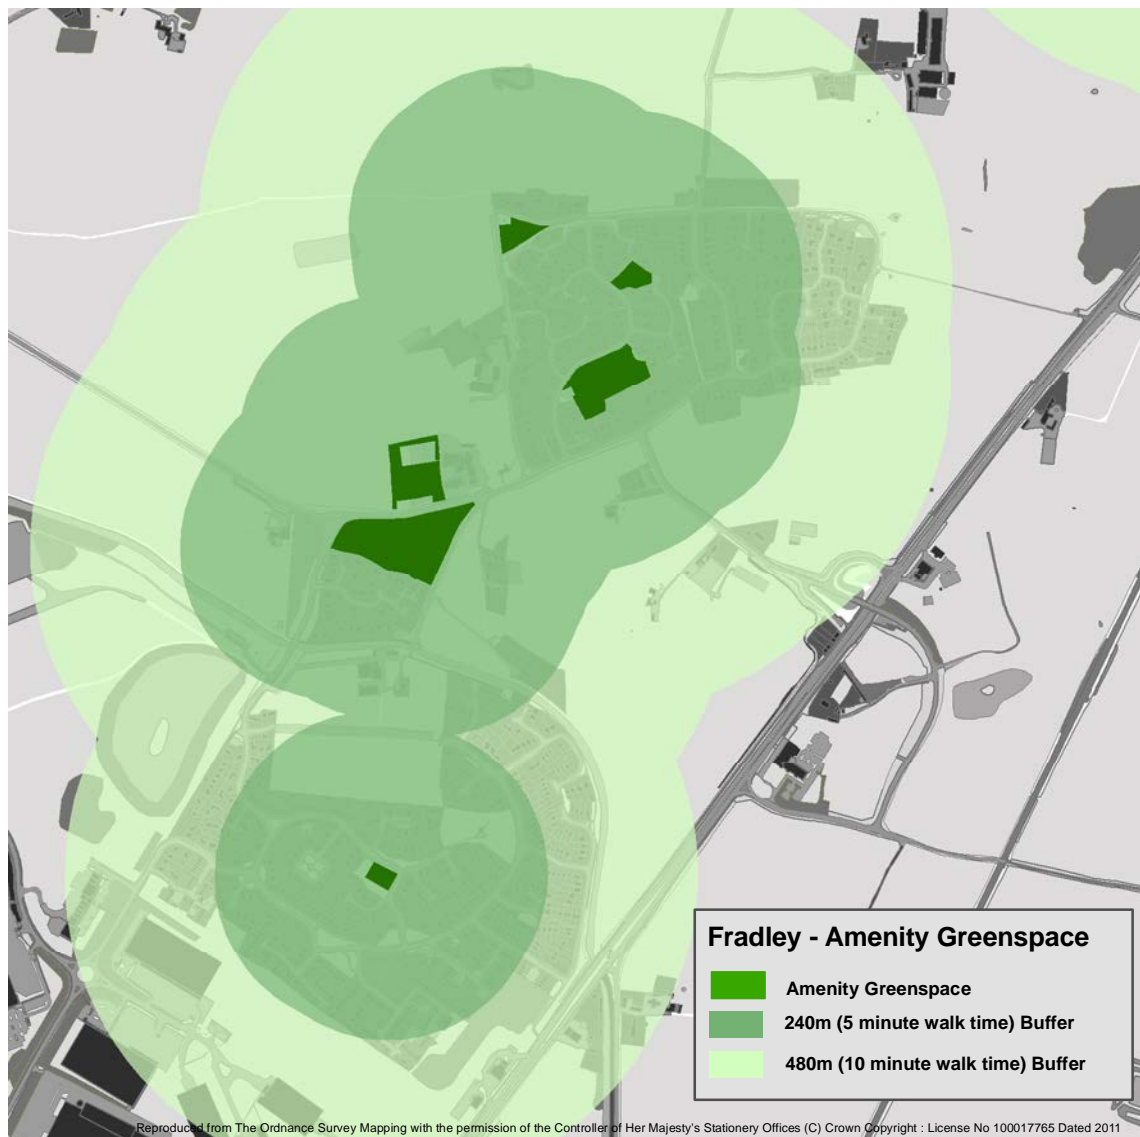 Fradley - Amenity Greenspace
Amenity Greenspace
240m (5 minute walk time) Buffer
480m (10 minute walk time) Buffer
Reproduced from The Ordnance Survey Mapping with the permission of the Controller of Her Majesty's Stationery Offices (C) Crown Copyright : License No 100017765 Dated 2011